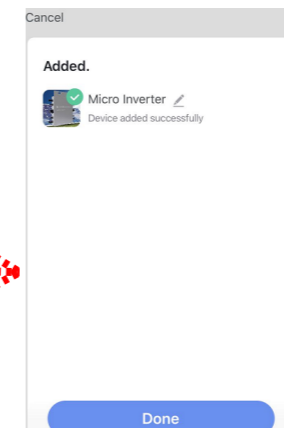 Cancel
Added.
Micro Inverter
Device added successfully
Done